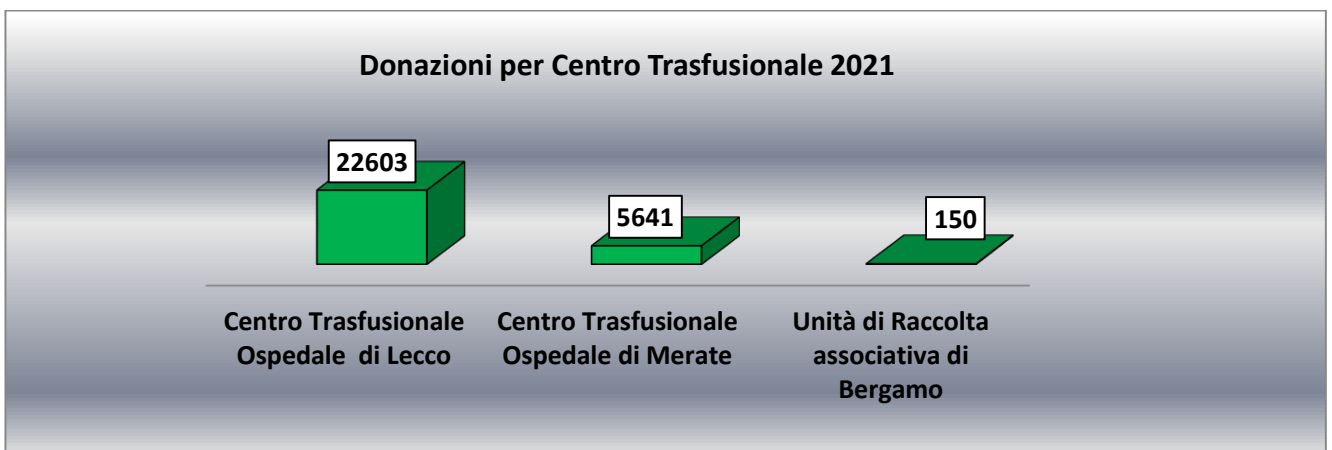 Donazioni per Centro Trasfusionale 2021
22603
5641
150
Centro Trasfusionale
Ospedale di Lecco
Centro Trasfusionale
Ospedale di Merate
Unità di Raccolta
associativa di
Bergamo